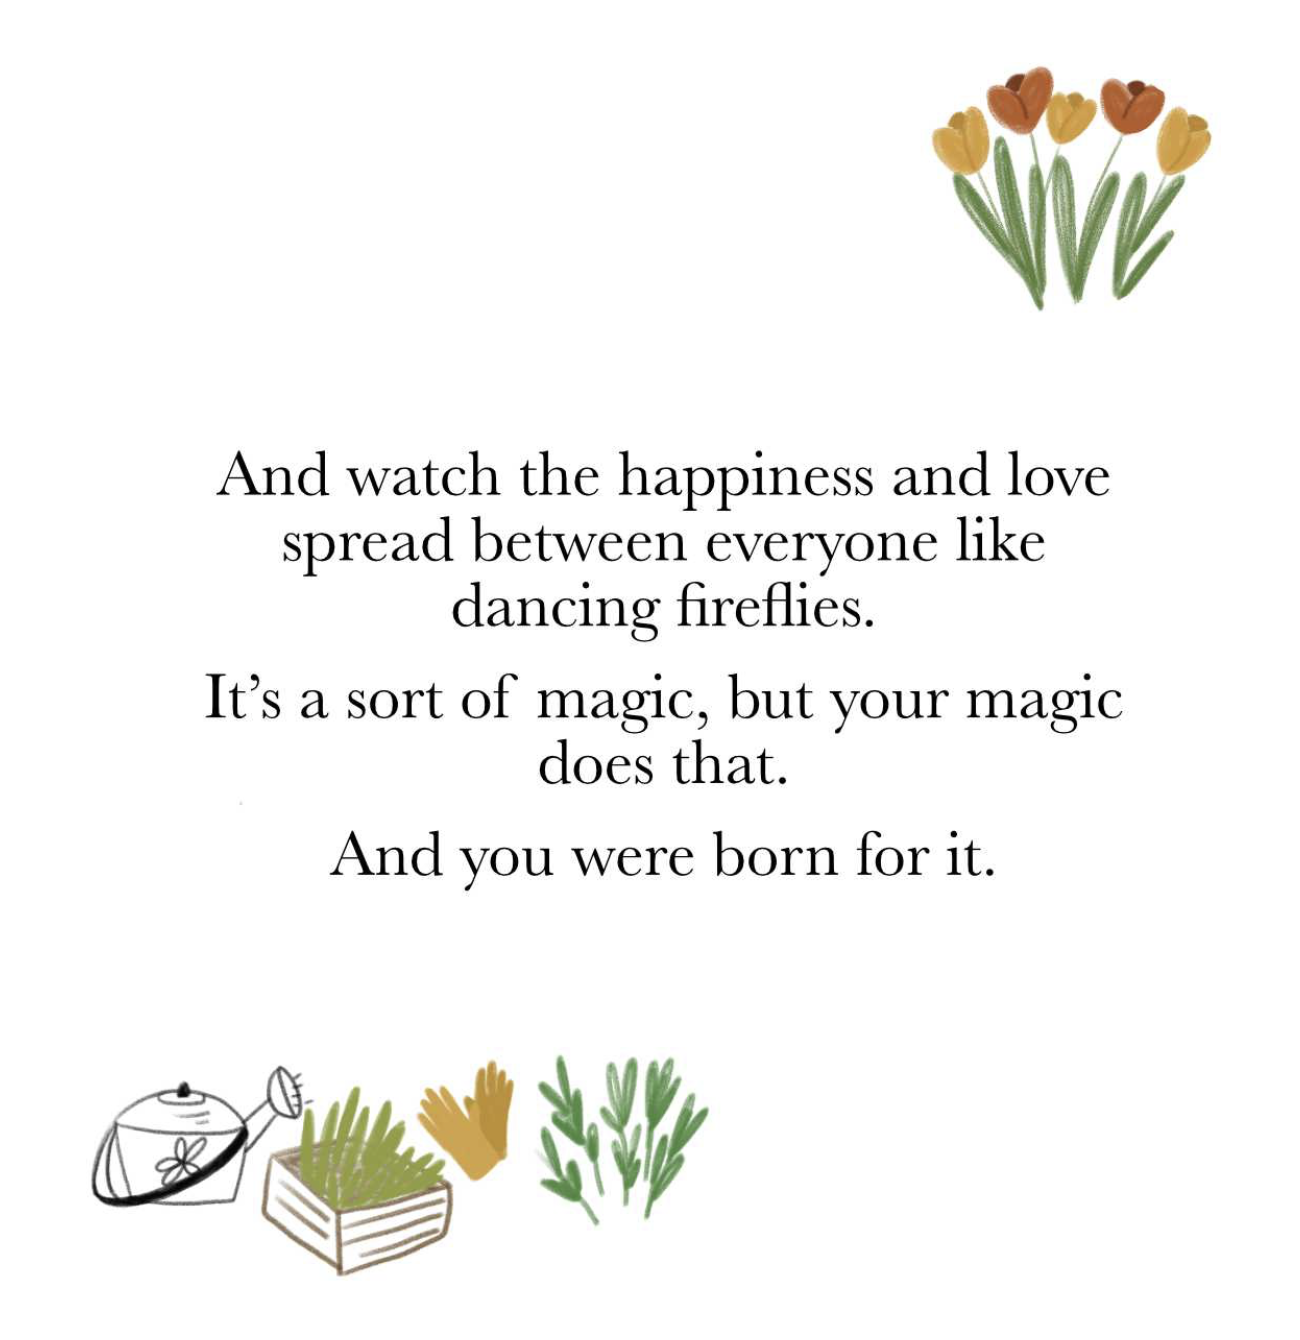 And watch the happiness and love
spread between everyone like
dancing fireflies.
It’s a sort of magic, but your magic
does that.
And you were born for it.